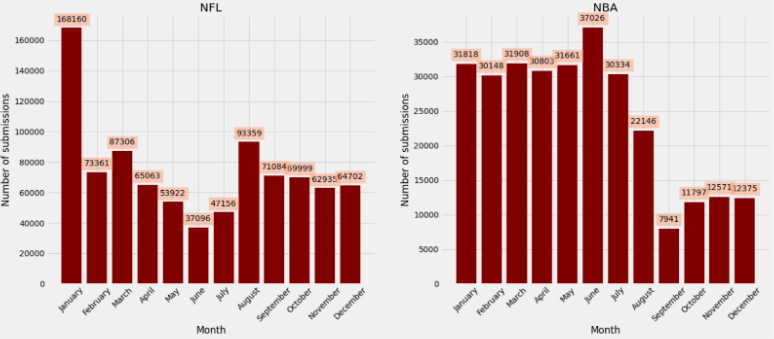 NFL
Number of submissions
160000
140000
120000
100000
80000
60000
40000
20000
0
168160
73361
87306
65063
53922
37096
47156
93359
71084
69999
62935
64702
January
February
March
April
May
June
July
August
September
October
November
December
Month
NBA
Number of submissions
35000
30000
25000
20000
15000
10000
5000
0
31818
30148
31908
30803
31661
37026
30334
22146
7941
11797
12571
12375
January
February
March
April
May
June
July
August
September
October
November
December
Month